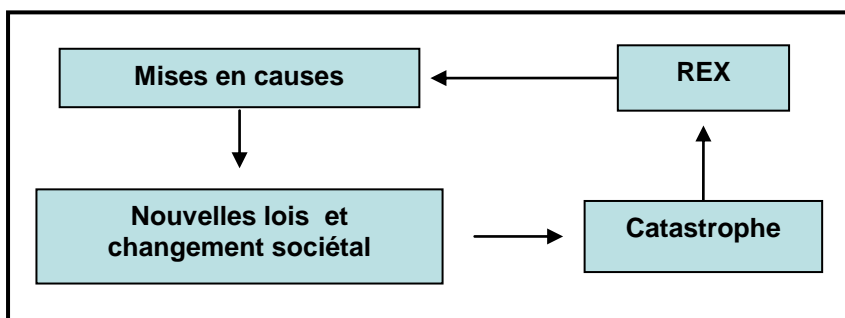 Mises en causes
REX
Nouvelles lois et
changement sociétal
Catastrophe